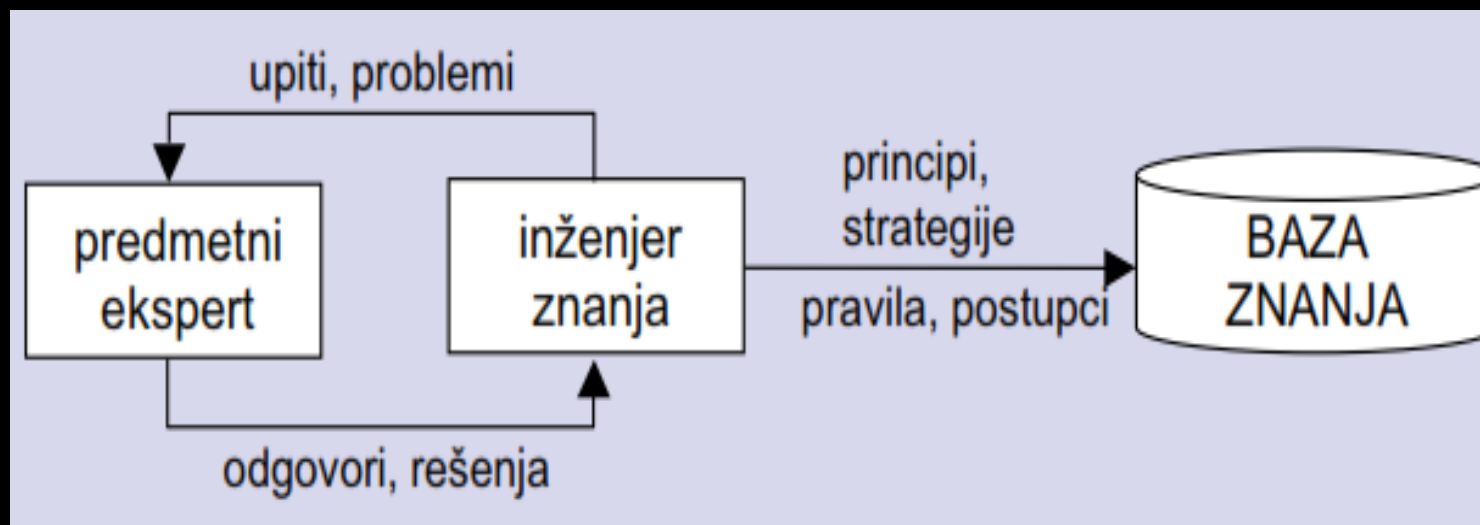 upiti, problemi
predmetni
ekspert
inženjer
znanja
principi,
strategije
pravila, postupci
BAZA
ZNANJA
odgovori, rešenja